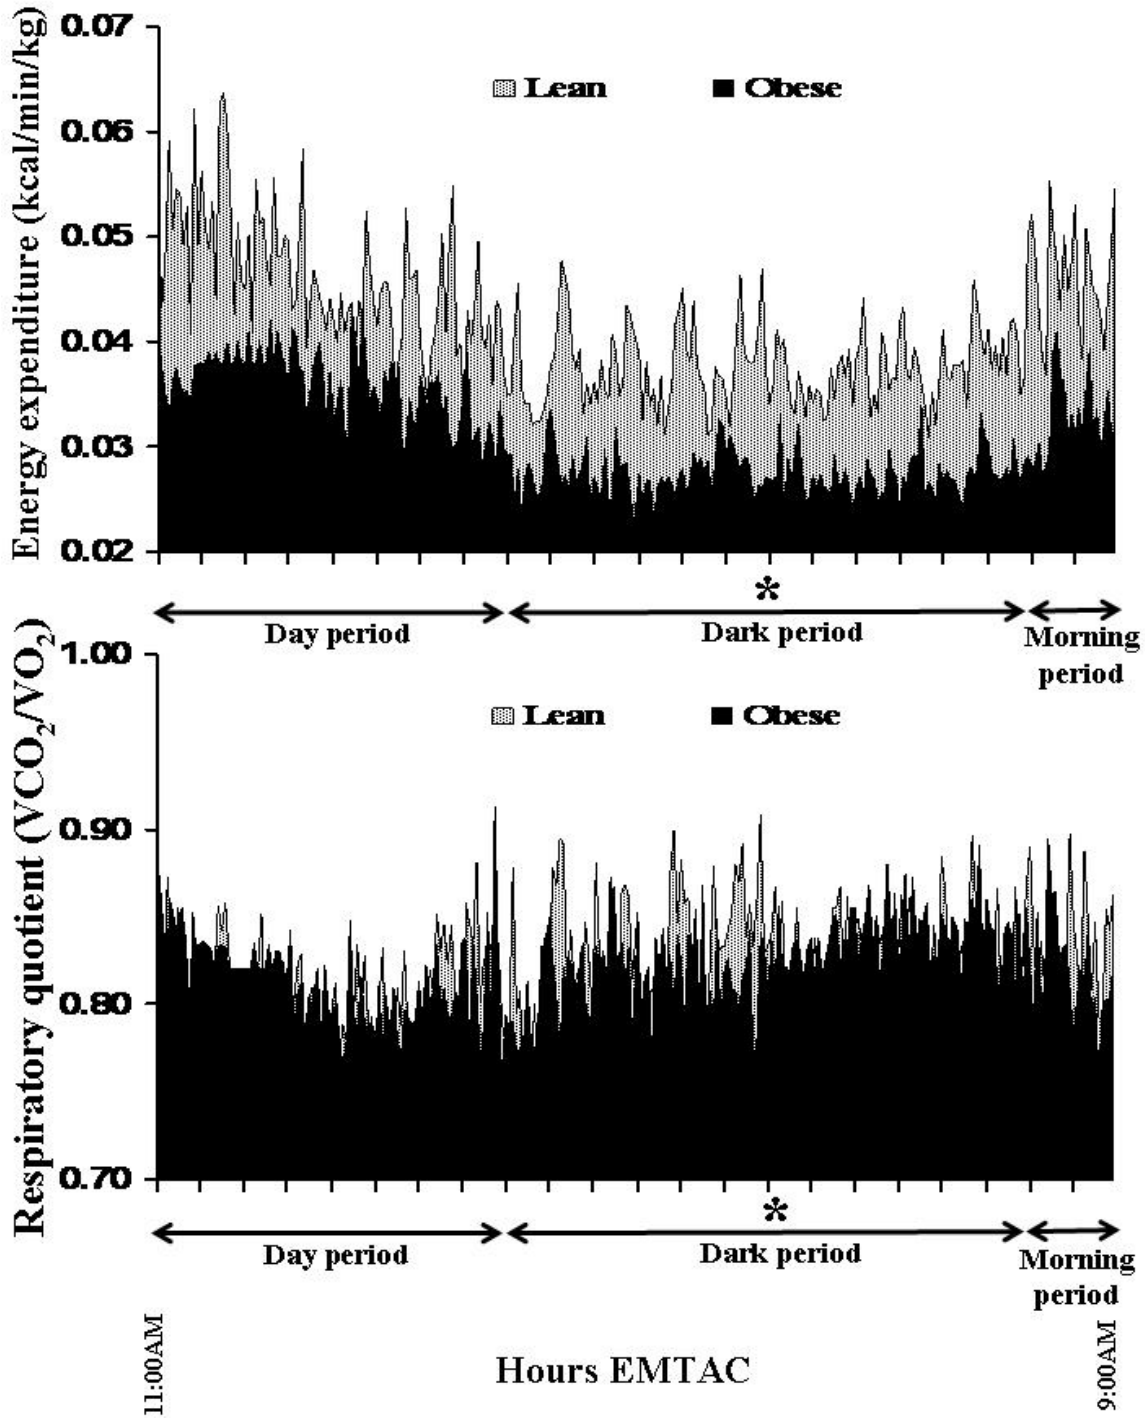 Energy expenditure (kcal/min/kg)
0.07
0.06
0.05
0.04
0.03
0.02
Lean Obese
*
Day period Dark period Morning period
Respiratory quotient (VCO2/VO2)
1.00
0.90
0.80
0.70
Lean Obese
*
Day period Dark period Morning period
11:00AM
Hours EMTAC
9:00AM